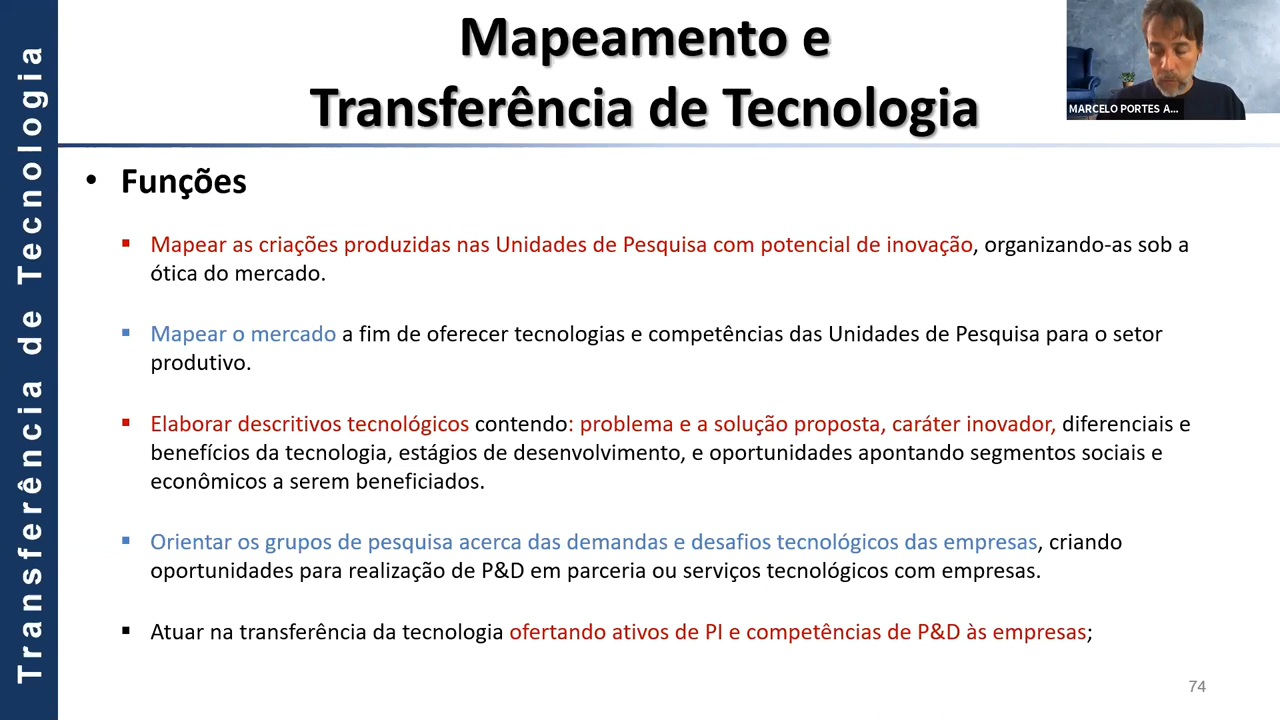 Transferência de Tecnologia
Mapeamento e
Transferência de Tecnologia
MARCELO PORTES A...
• Funções
▪ Mapear as criações produzidas nas Unidades de Pesquisa com potencial de inovação, organizando-as sob a
ótica do mercado.
▪ Mapear o mercado a fim de oferecer tecnologias e competências das Unidades de Pesquisa para o setor
produtivo.
▪ Elaborar descritivos tecnológicos contendo: problema e a solução proposta, caráter inovador, diferenciais e
benefícios da tecnologia, estágios de desenvolvimento, e oportunidades apontando segmentos sociais e
econômicos a serem beneficiados.
▪ Orientar os grupos de pesquisa acerca das demandas e desafios tecnológicos das empresas, criando
oportunidades para realização de P&D em parceria ou serviços tecnológicos com empresas.
▪ Atuar na transferência da tecnologia ofertando ativos de PI e competências de P&D às empresas;
74